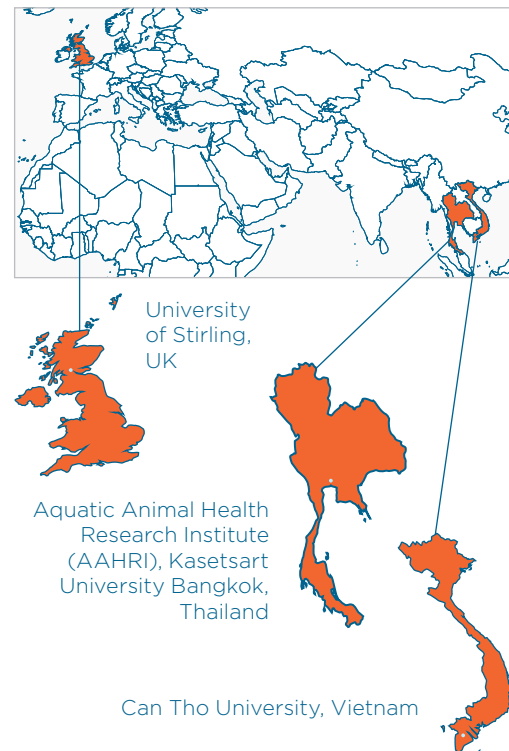 University
of Stirling,
UK
Aquatic Animal Health
Research Institute
(AAHRI), Kasetsart
University Bangkok,
Thailand
Can Tho University, Vietnam